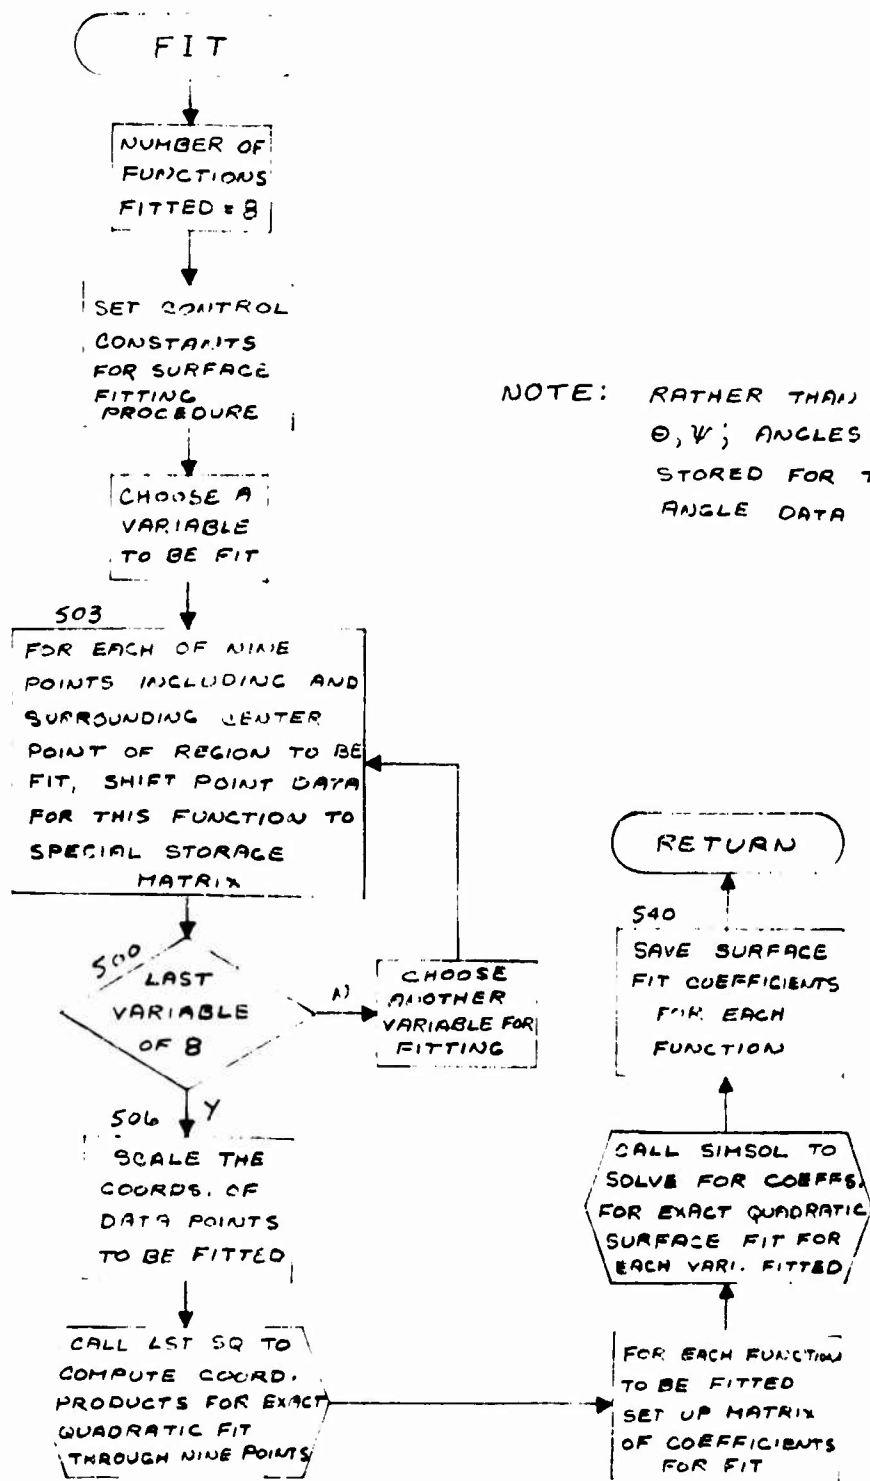 FIT
NUMBER OF
FUNCTIONS
FITTED = 8
SET CONTROL
CONSTANTS
FOR SURFACE
FITTING
PROCEDURE
CHOOSE A
VARIABLE
TO BE FIT
NOTE: RATHER THAN
Θ, Ψ; ANGLES
STORED FOR T
ANGLE DATA
503
FOR EACH OF NINE
POINTS INCLUDING AND
SURROUNDING CENTER
POINT OF REGION TO BE
FIT, SHIFT POINT DATA
FOR THIS FUNCTION TO
SPECIAL STORAGE
MATRIX
500
LAST
VARIABLE
OF 8
N
CHOOSE
ANOTHER
VARIABLE FOR
FITTING
Y
506
SCALE THE
COORDS. OF
DATA POINTS
TO BE FITTED
CALL LST SQ TO
COMPUTE COORD.
PRODUCTS FOR EXACT
QUADRATIC FIT
THROUGH NINE POINTS
FOR EACH FUNCTION
TO BE FITTED
SET UP MATRIX
OF COEFFICIENTS
FOR FIT
CALL SIMSOL TO
SOLVE FOR COEFFS.
FOR EXACT QUADRATIC
SURFACE FIT FOR
EACH VARI. FITTED
540
SAVE SURFACE
FIT COEFFICIENTS
FOR EACH
FUNCTION
RETURN